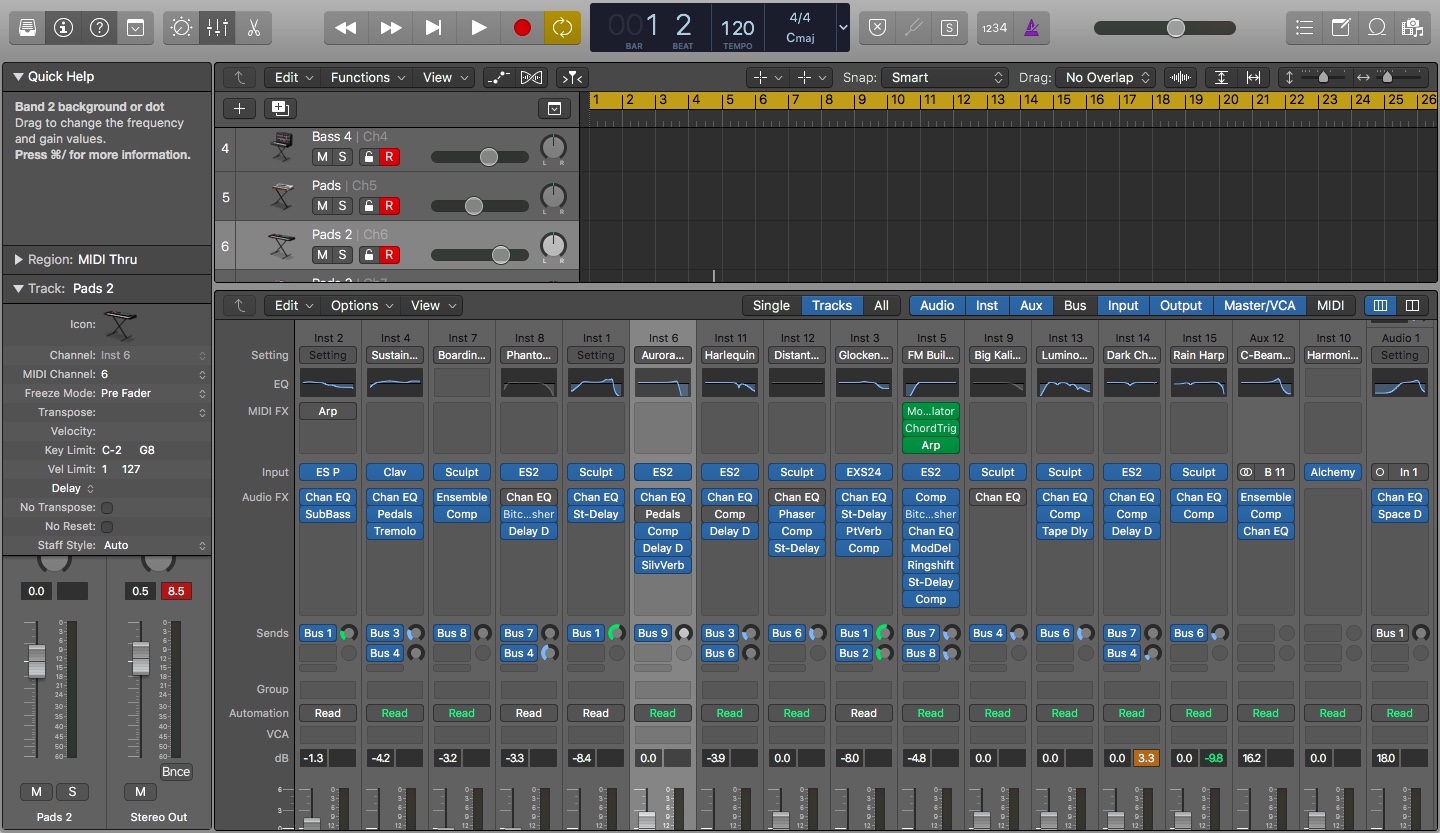 1 2 120 4/4
Cmaj
BAR BEAT TEMPO
S
1234
Quick Help
Edit Functions View Snap: Smart Drag: No Overlap
Band 2 background or dot
Drag to change the frequency
and gain values.
Press ⌘/ for more information.
1 2 3 4 5 6 7 8 9 10 11 12 13 14 15 16 17 18 19 20 21 22 23 24 25 26
4 Bass 4 | Ch4
M S R L R
5 Pads | Ch5
M S R L R
6 Pads 2 | Ch6
M S R L R
Region: MIDI Thru
Track: Pads 2
Icon:
Channel: Inst 6
MIDI Channel: 6
Freeze Mode: Pre Fader
Transpose:
Velocity:
Key Limit: C-2 G8
Vel Limit: 1 127
Delay
No Transpose:
No Reset:
Staff Style: Auto
0.0 0.5 8.5
Bnce
M S M
Pads 2 Stereo Out
Edit Options View Single Tracks All Audio Inst Aux Bus Input Output Master/VCA MIDI
Inst 2 Inst 4 Inst 7 Inst 8 Inst 1 Inst 6 Inst 11 Inst 12 Inst 3 Inst 5 Inst 9 Inst 13 Inst 14 Inst 15 Aux 12 Inst 10 Audio 1
Setting Setting Sustain... Boardin... Phanto... Setting Aurora... Harlequin Distant... Glocken... FM Buil... Big Kali... Lumino... Dark Ch... Rain Harp C-Beam... Harmoni... Setting
EQ
MIDI FX Arp Mo...lator
ChordTrig
Arp
Input ES P Clav Sculpt ES2 Sculpt ES2 ES2 Sculpt EXS24 ES2 Sculpt Sculpt ES2 Sculpt B 11 Alchemy In 1
Audio FX Chan EQ Chan EQ Ensemble Chan EQ Chan EQ Chan EQ Chan EQ Chan EQ Chan EQ Comp Chan EQ Chan EQ Chan EQ Chan EQ Ensemble Chan EQ
SubBass Pedals Comp Bitc...sher St-Delay Pedals Comp Phaser St-Delay Bitc...sher Comp Comp Comp Comp Space D
Tremolo Delay D Comp Delay D Comp PtVerb Chan EQ Tape Dly Delay D Chan EQ
Delay D St-Delay Comp ModDel
SilvVerb Ringshift
St-Delay
Comp
Sends Bus 1 Bus 3 Bus 8 Bus 7 Bus 1 Bus 9 Bus 3 Bus 6 Bus 1 Bus 7 Bus 4 Bus 6 Bus 7 Bus 6 Bus 1
Bus 4 Bus 4 Bus 6 Bus 2 Bus 8 Bus 4
Group
Automation Read Read Read Read Read Read Read Read Read Read Read Read Read Read Read Read Read
VCA
dB -1.3 -4.2 -3.2 -3.3 -8.4 0.0 -3.9 0.0 -8.0 -4.8 0.0 0.0 0.0 3.3 0.0 -9.8 16.2 0.0 18.0